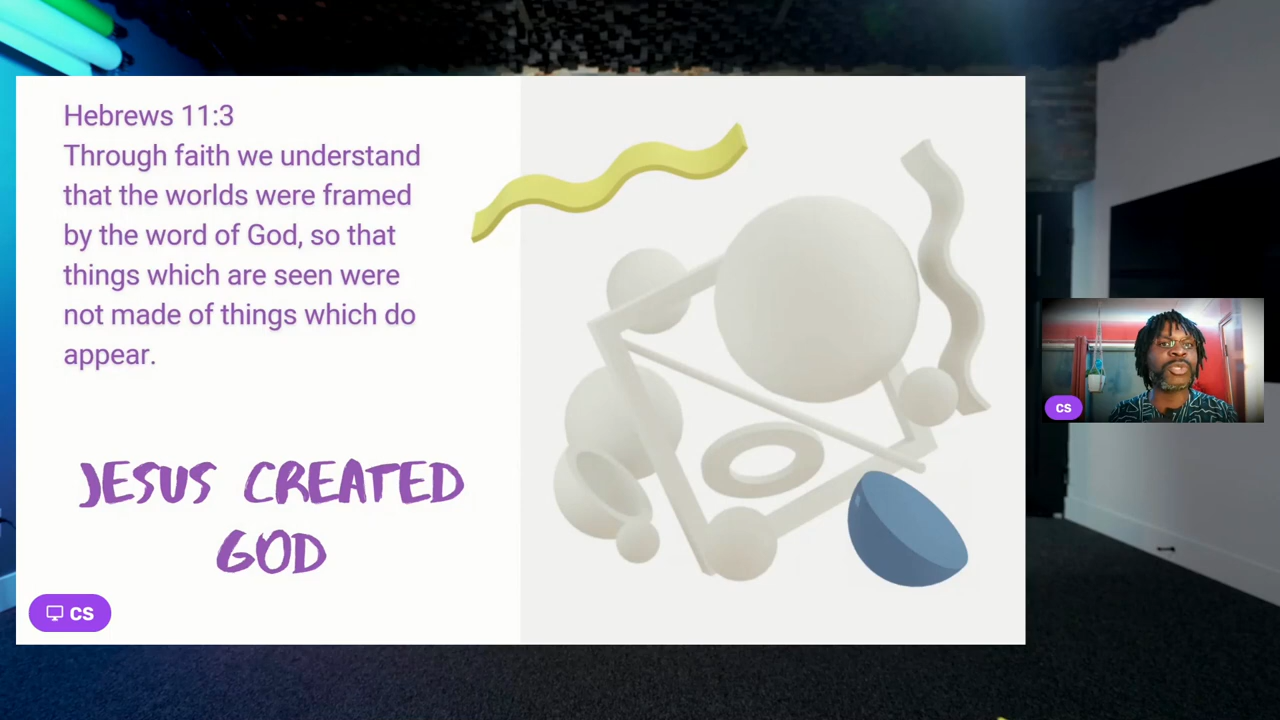 Hebrews 11:3
Through faith we understand
that the worlds were framed
by the word of God, so that
things which are seen were
not made of things which do
appear.
JESUS CREATED
GOD
CS
CS